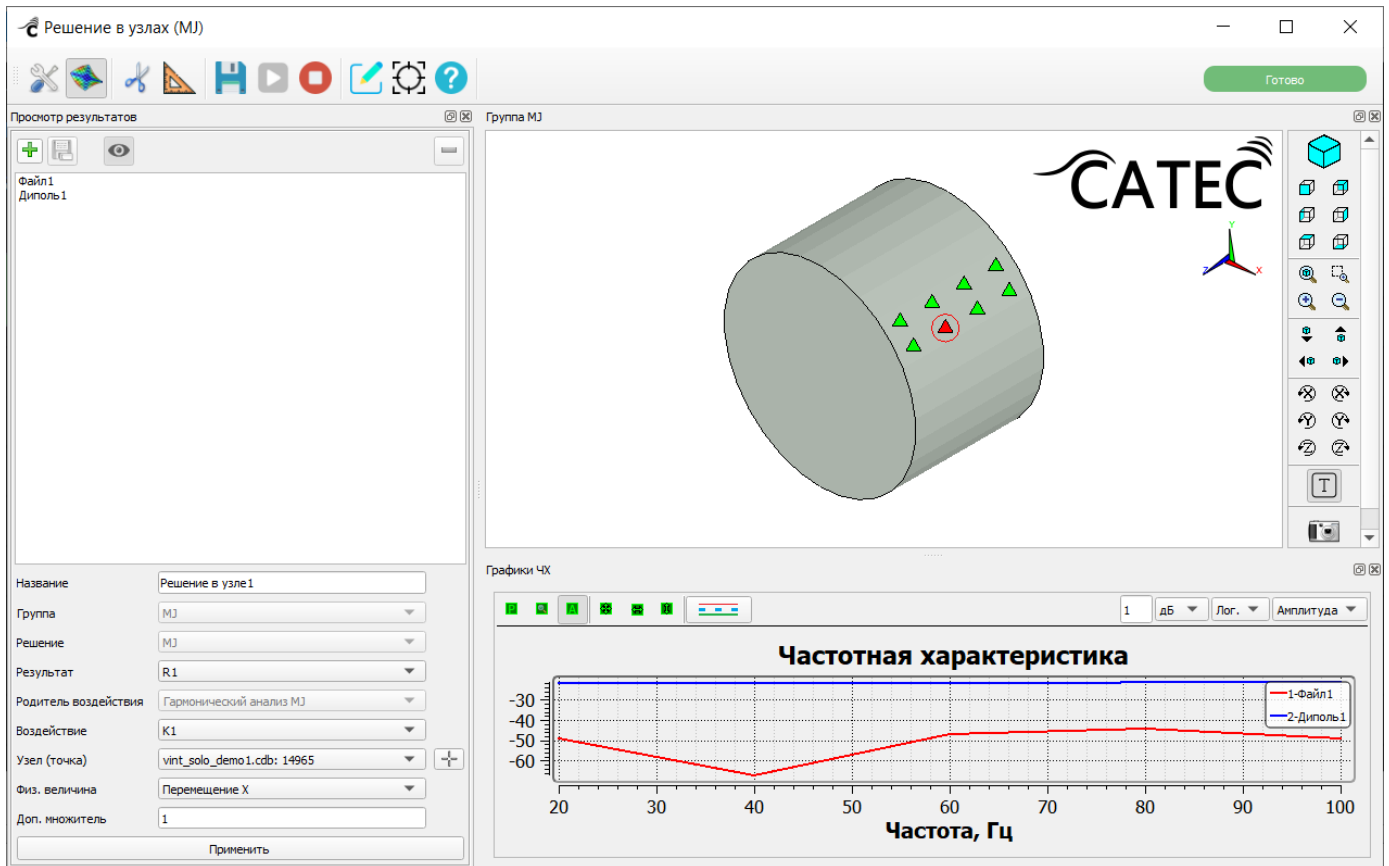 Решение в узлах (MJ)
Готово
Просмотр результатов
Файл1
Диполь1
Название
Решение в узле1
Группа
MJ
Решение
MJ
Результат
R1
Родитель воздействия
Гармонический анализ MJ
Воздействие
K1
Узел (точка)
vint_solo_demo1.cdb: 14965
Физ. величина
Перемещение X
Доп. множитель
1
Применить
Группа MJ
CATEC
Y
Z
X
X
X
Y
Y
Z
Z
T
Графики ЧХ
P
A
1
дБ
Лог.
Амплитуда
Частотная характеристика
-30
-40
-50
-60
1-Файл1
2-Диполь1
20 30 40 50 60 70 80 90 100
Частота, Гц